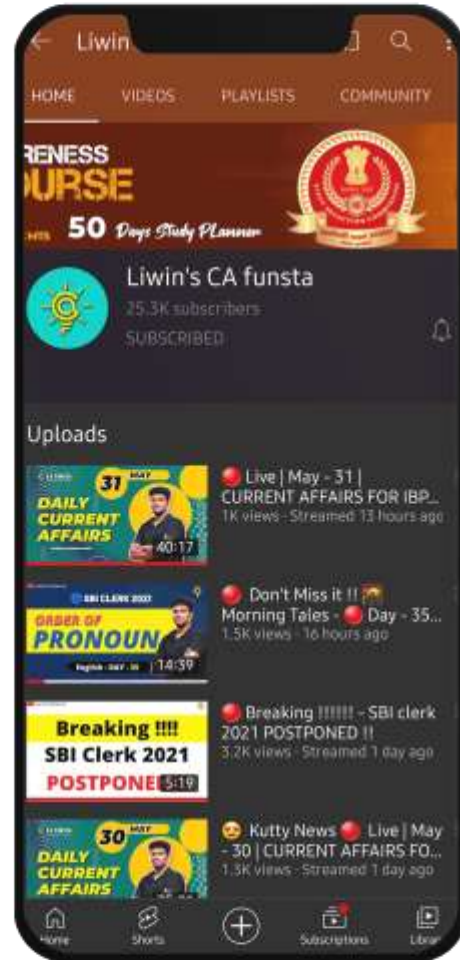 Liwin
HOME VIDEOS PLAYLISTS COMMUNITY
RENESS
URSE
HTS 50 Days Study PLanner
Liwin's CA funsta
25.3K subscribers
SUBSCRIBED
Uploads
31 MAY
DAILY
CURRENT
AFFAIRS
40:17
🔴 Live | May - 31 |
CURRENT AFFAIRS FOR IBP...
1K views · Streamed 13 hours ago
SBI CLERK 2021
ORDER OF
PRONOUN
English - DAY - 35
14:39
🔴 Don't Miss it !! 🌇
Morning Tales - 🔴 Day - 35...
1.5K views · 16 hours ago
Breaking !!!!
SBI Clerk 2021
POSTPONE
5:19
🔴 Breaking !!!!!! - SBI clerk
2021 POSTPONED !!
3.2K views · Streamed 1 day ago
30 MAY
DAILY
CURRENT
AFFAIRS
Kutty News 🔴 Live | May
- 30 | CURRENT AFFAIRS FO...
1.3K views · Streamed 1 day ago
Home Shorts Subscriptions Librar